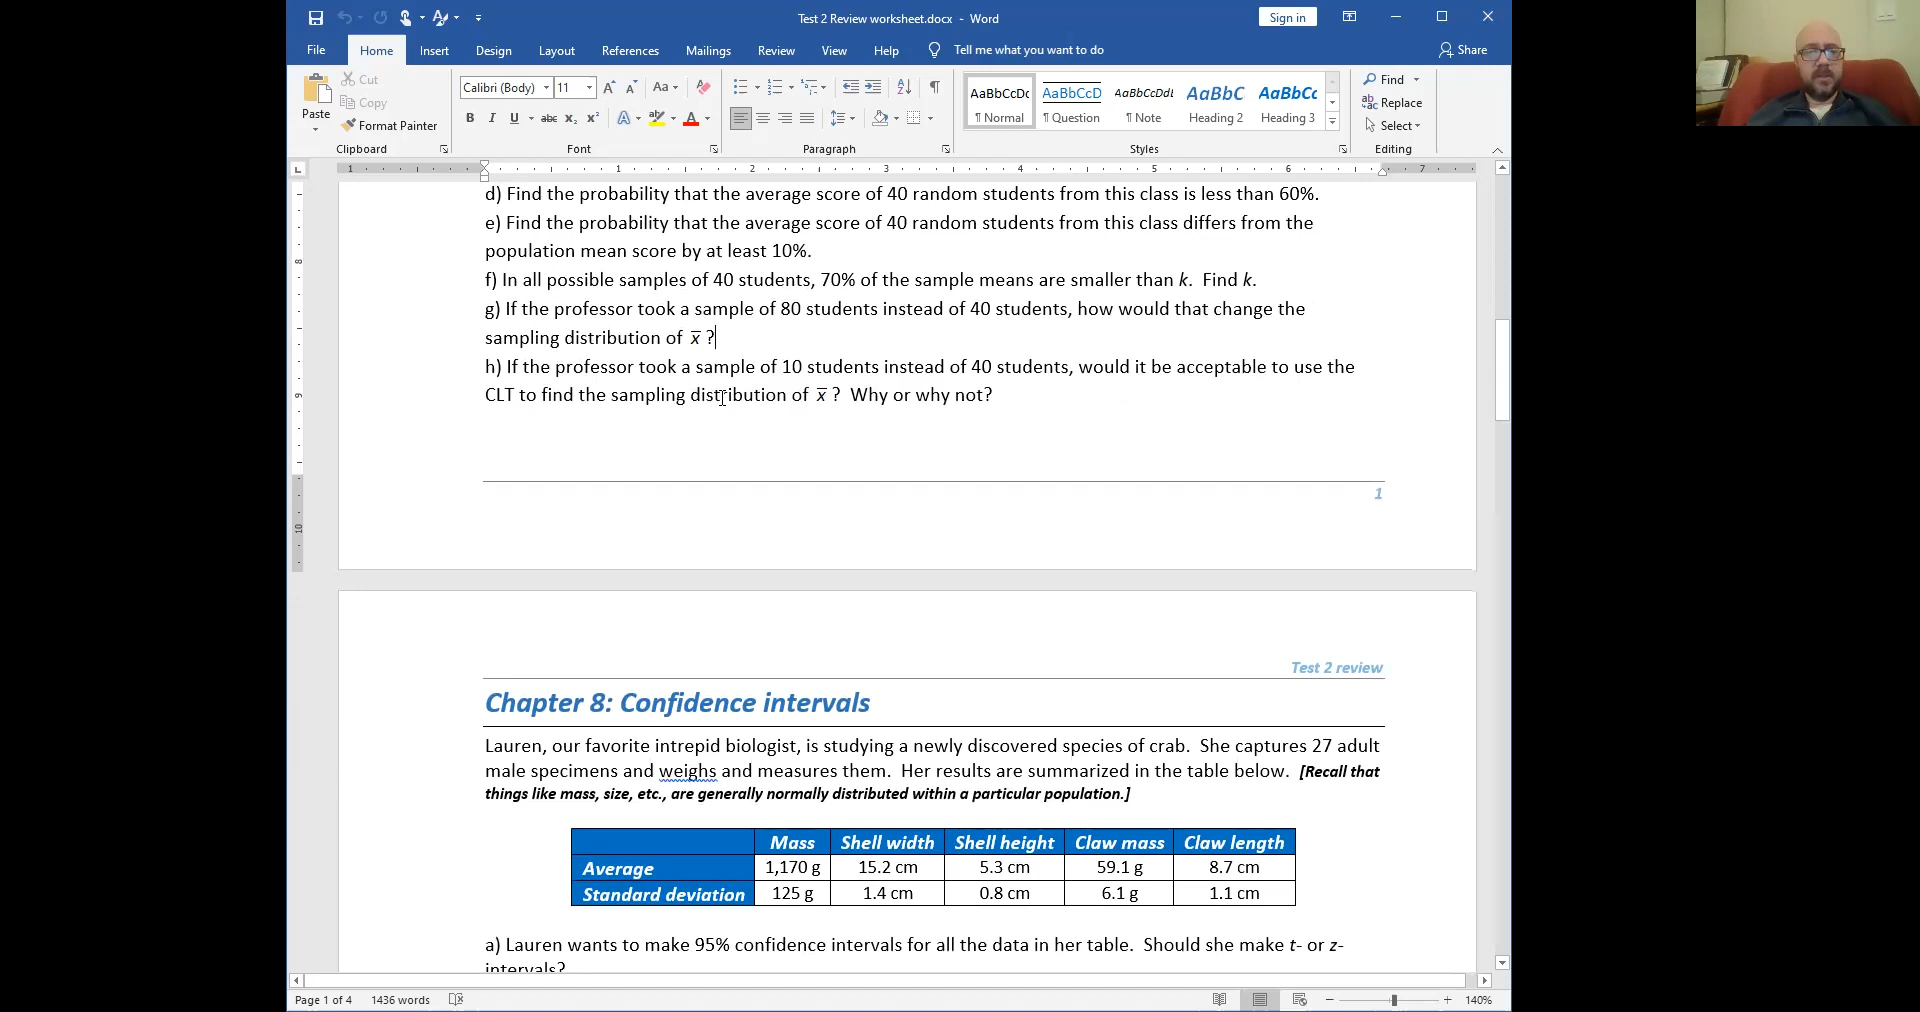 Test 2 Review worksheet.docx - Word
Sign in
File Home Insert Design Layout References Mailings Review View Help Tell me what you want to do Share
Paste
Cut
Copy
Format Painter
Clipboard
Calibri (Body) 11
Font
Paragraph
AaBbCcDc AaBbCcD AaBbCcDdI AaBbC AaBbCc
¶ Normal ¶ Question ¶ Note Heading 2 Heading 3
Styles
Find
Replace
Select
Editing
1 1 2 3 4 5 6 7
8
9
10
d) Find the probability that the average score of 40 random students from this class is less than 60%.
e) Find the probability that the average score of 40 random students from this class differs from the
population mean score by at least 10%.
f) In all possible samples of 40 students, 70% of the sample means are smaller than k. Find k.
g) If the professor took a sample of 80 students instead of 40 students, how would that change the
sampling distribution of x̄ ?
h) If the professor took a sample of 10 students instead of 40 students, would it be acceptable to use the
CLT to find the sampling distribution of x̄ ? Why or why not?
1
Test 2 review
Chapter 8: Confidence intervals
Lauren, our favorite intrepid biologist, is studying a newly discovered species of crab. She captures 27 adult
male specimens and weighs and measures them. Her results are summarized in the table below. [Recall that
things like mass, size, etc., are generally normally distributed within a particular population.]
Mass Shell width Shell height Claw mass Claw length
Average 1,170 g 15.2 cm 5.3 cm 59.1 g 8.7 cm
Standard deviation 125 g 1.4 cm 0.8 cm 6.1 g 1.1 cm
a) Lauren wants to make 95% confidence intervals for all the data in her table. Should she make t- or z-
intervals?
Page 1 of 4 1436 words 140%